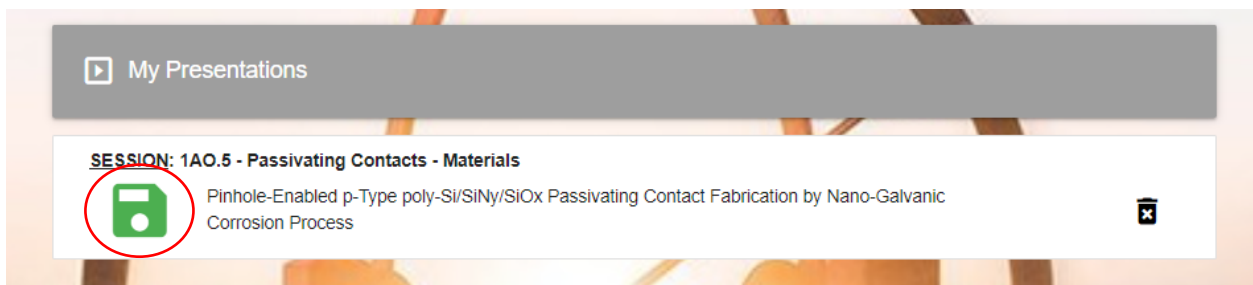 My Presentations
SESSION: 1AO.5 - Passivating Contacts - Materials
Pinhole-Enabled p-Type poly-Si/SiNy/SiOx Passivating Contact Fabrication by Nano-Galvanic
Corrosion Process